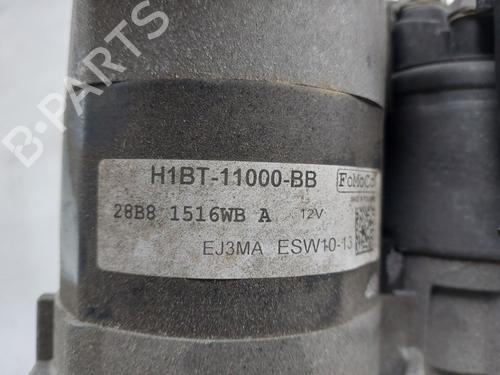 B-PARTS
H1BT-11000-BB FoMoCo
28B8 1516WB A 12V
EJ3MA ESW10-13